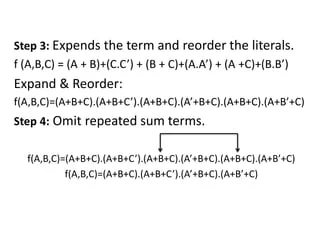 Step 3: Expends the term and reorder the literals.
f (A,B,C) = (A + B)+(C.C’) + (B + C)+(A.A’) + (A +C)+(B.B’)
Expand & Reorder:
f(A,B,C)=(A+B+C).(A+B+C’).(A+B+C).(A’+B+C).(A+B+C).(A+B’+C)
Step 4: Omit repeated sum terms.
f(A,B,C)=(A+B+C).(A+B+C’).(A+B+C).(A’+B+C).(A+B+C).(A+B’+C)
f(A,B,C)=(A+B+C).(A+B+C’).(A’+B+C).(A+B’+C)